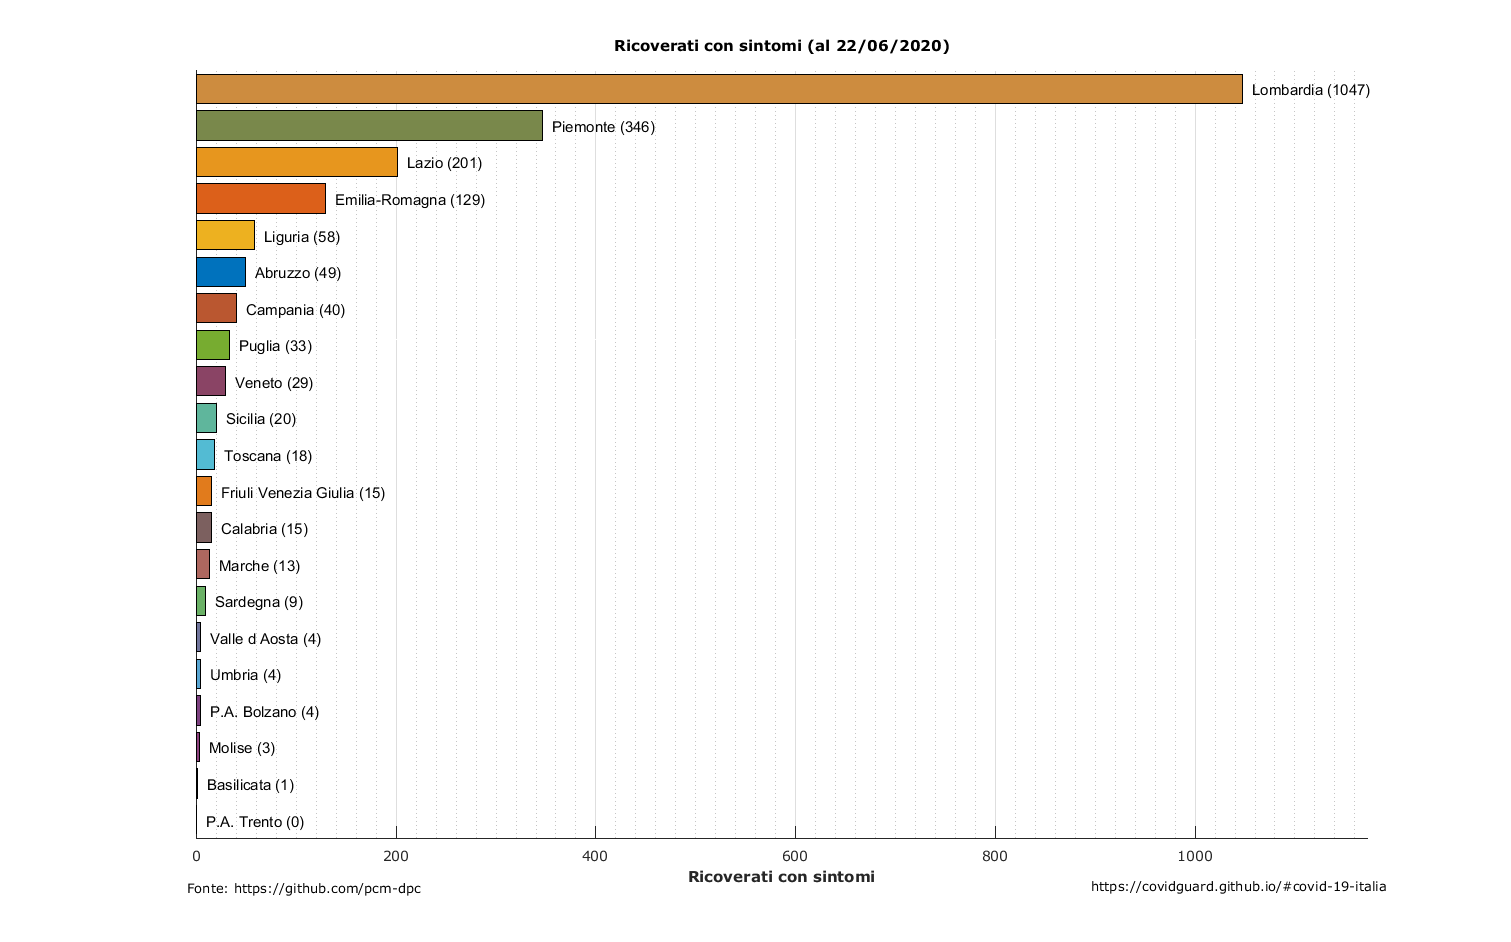 Ricoverati con sintomi (al 22/06/2020)
Lombardia (1047)
Piemonte (346)
Lazio (201)
Emilia-Romagna (129)
Liguria (58)
Abruzzo (49)
Campania (40)
Puglia (33)
Veneto (29)
Sicilia (20)
Toscana (18)
Friuli Venezia Giulia (15)
Calabria (15)
Marche (13)
Sardegna (9)
Valle d Aosta (4)
Umbria (4)
P.A. Bolzano (4)
Molise (3)
Basilicata (1)
P.A. Trento (0)
0 200 400 600 800 1000
Ricoverati con sintomi
Fonte: https://github.com/pcm-dpc
https://covidguard.github.io/#covid-19-italia